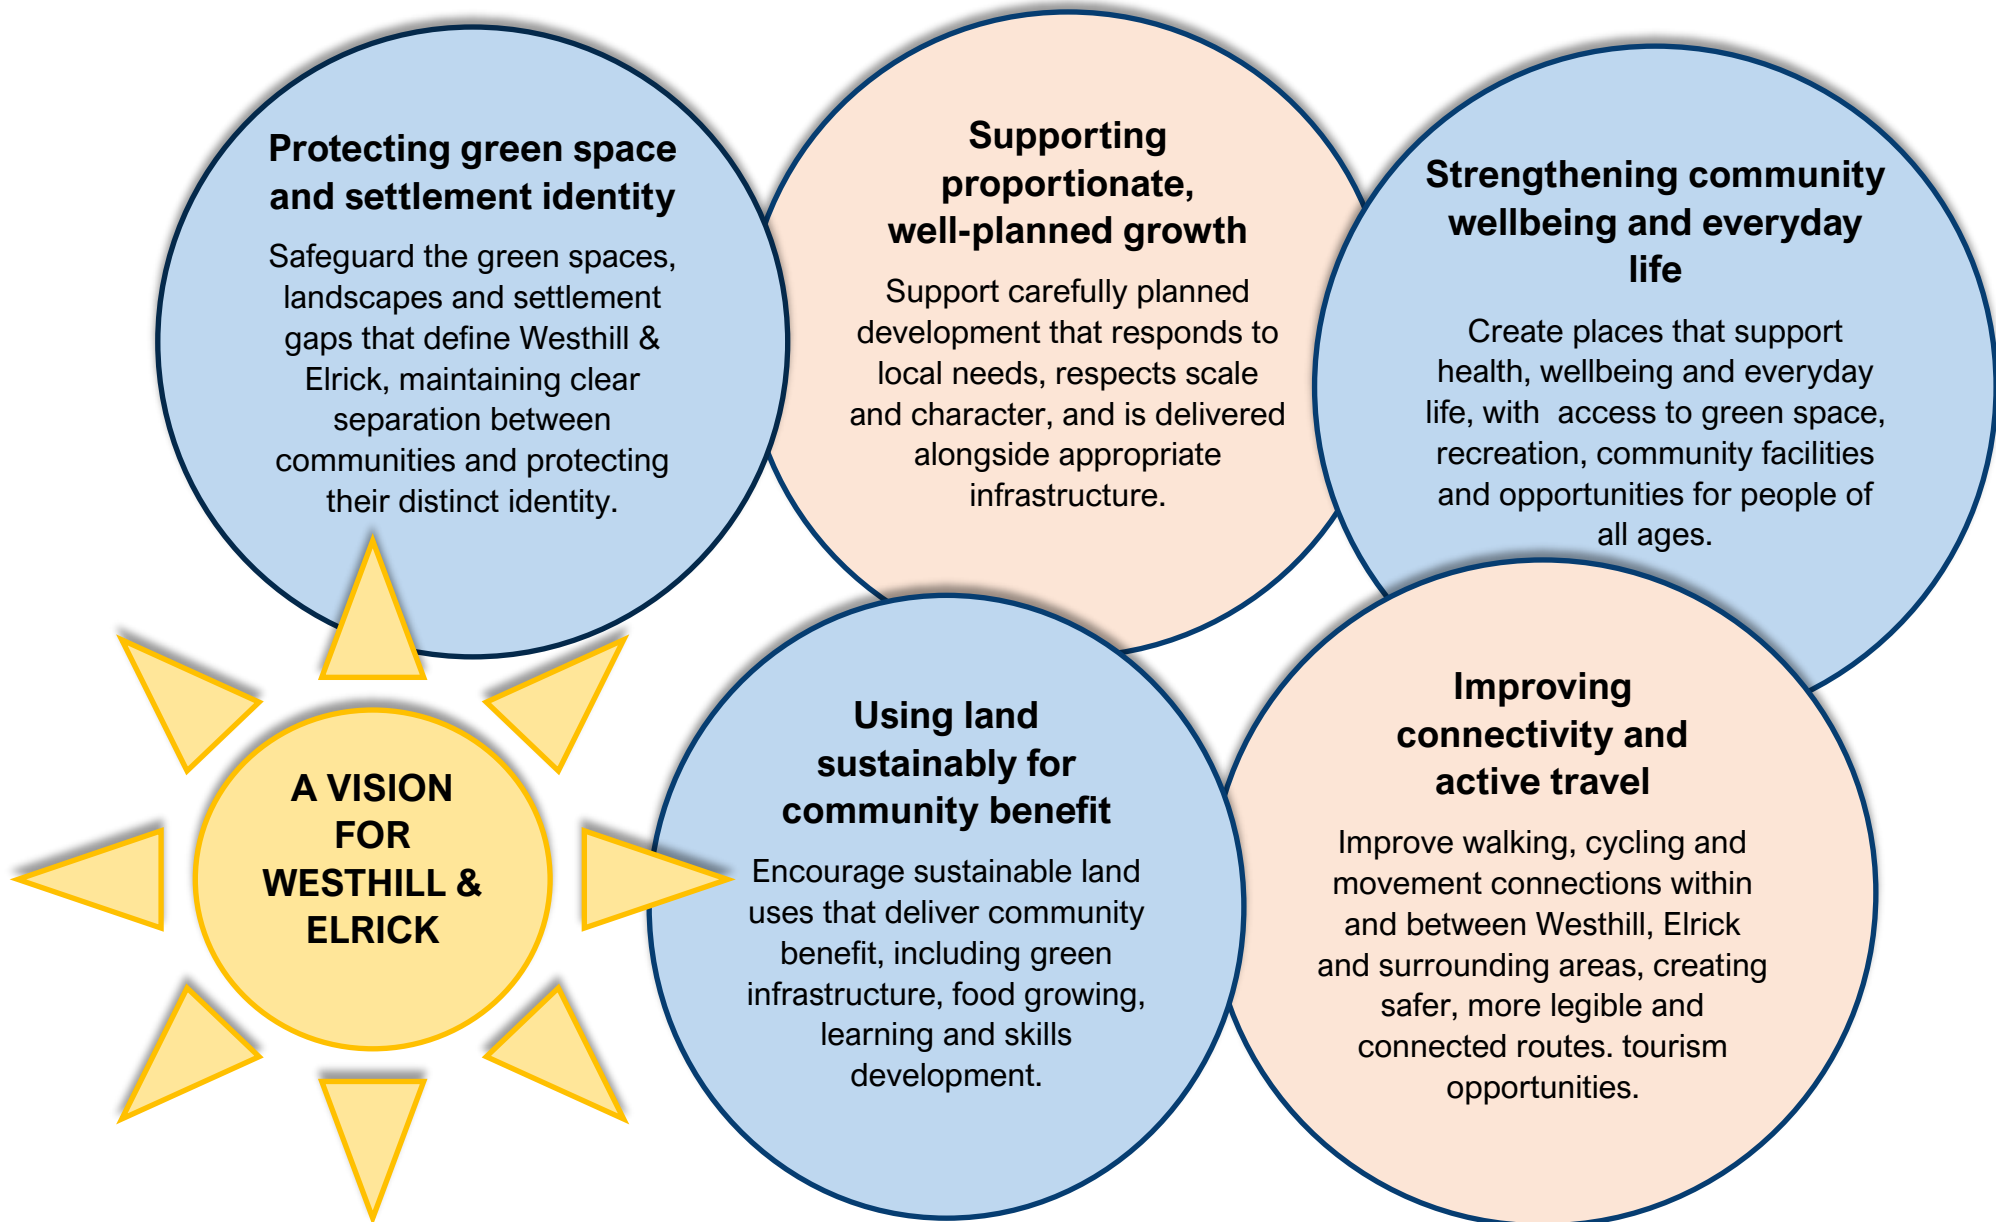 Protecting green space
and settlement identity
Safeguard the green spaces,
landscapes and settlement
gaps that define Westhill &
Elrick, maintaining clear
separation between
communities and protecting
their distinct identity.
Supporting
proportionate,
well-planned growth
Support carefully planned
development that responds to
local needs, respects scale
and character, and is delivered
alongside appropriate
infrastructure.
Strengthening community
wellbeing and everyday
life
Create places that support
health, wellbeing and everyday
life, with  access to green space,
recreation, community facilities
and opportunities for people of
all ages.
A VISION
FOR
WESTHILL &
ELRICK
Using land
sustainably for
community benefit
Encourage sustainable land
uses that deliver community
benefit, including green
infrastructure, food growing,
learning and skills
development.
Improving
connectivity and
active travel
Improve walking, cycling and
movement connections within
and between Westhill, Elrick
and surrounding areas, creating
safer, more legible and
connected routes. tourism
opportunities.